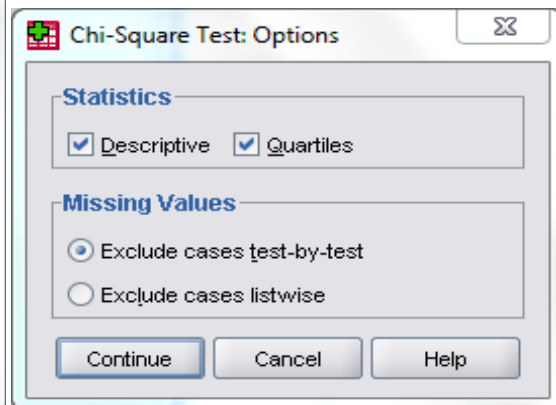 Chi-Square Test: Options
Statistics
Descriptive Quartiles
Missing Values
Exclude cases test-by-test
Exclude cases listwise
Continue Cancel Help